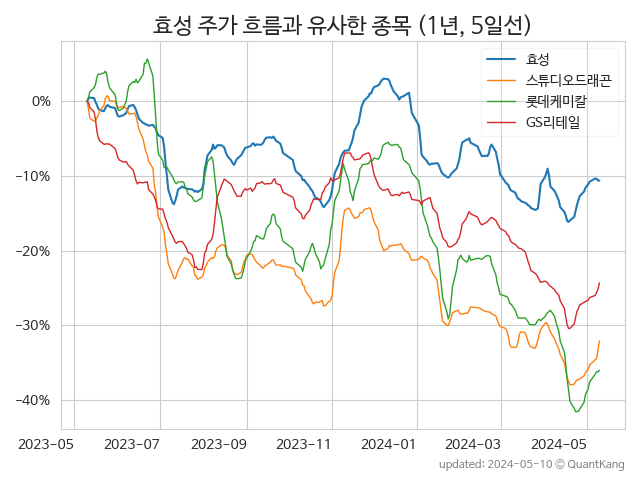 효성 주가 흐름과 유사한 종목 (1년, 5일선)
효성
스튜디오드래곤
롯데케미칼
GS리테일
0%
−10%
−20%
−30%
−40%
2023-05 2023-07 2023-09 2023-11 2024-01 2024-03 2024-05
updated: 2024-05-10 © QuantKang